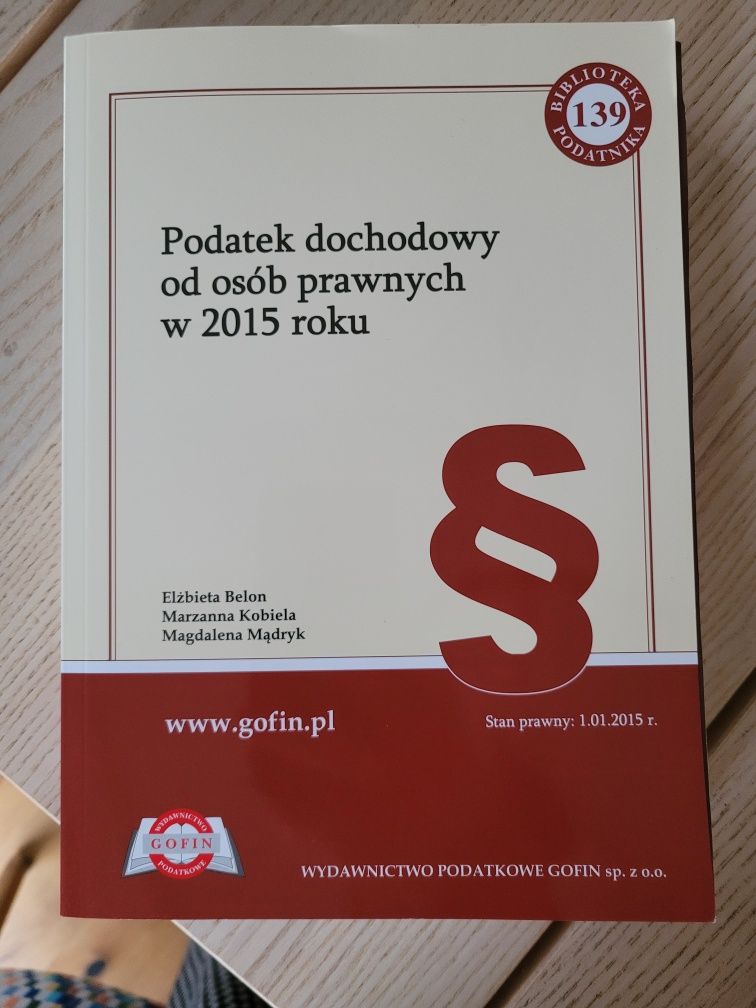 BIBLIOTEKA
139
PODATNIKA
Podatek dochodowy
od osób prawnych
w 2015 roku
Elżbieta Belon
Marzanna Kobiela
Magdalena Mądryk
www.gofin.pl
Stan prawny: 1.01.2015 r.
WYDAWNICTWO
GOFIN
PODATKOWE
WYDAWNICTWO PODATKOWE GOFIN sp. z o.o.